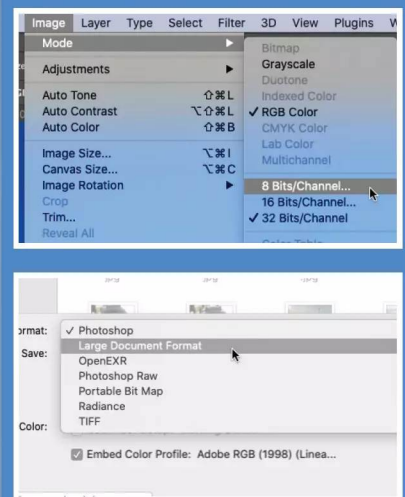 Image Layer Type Select Filter 3D View Plugins W
Mode
Adjustments
Auto Tone ⇧⌘L
Auto Contrast ⌥⇧⌘L
Auto Color ⇧⌘B
Image Size... ⌥⌘I
Canvas Size... ⌥⌘C
Image Rotation
Crop
Trim...
Reveal All
Bitmap
Grayscale
Duotone
Indexed Color
✓ RGB Color
CMYK Color
Lab Color
Multichannel
8 Bits/Channel...
16 Bits/Channel...
✓ 32 Bits/Channel
Color Table
ormat: ✓ Photoshop
Save: Large Document Format
OpenEXR
Photoshop Raw
Portable Bit Map
Radiance
TIFF
Color:
Embed Color Profile: Adobe RGB (1998) (Linea...